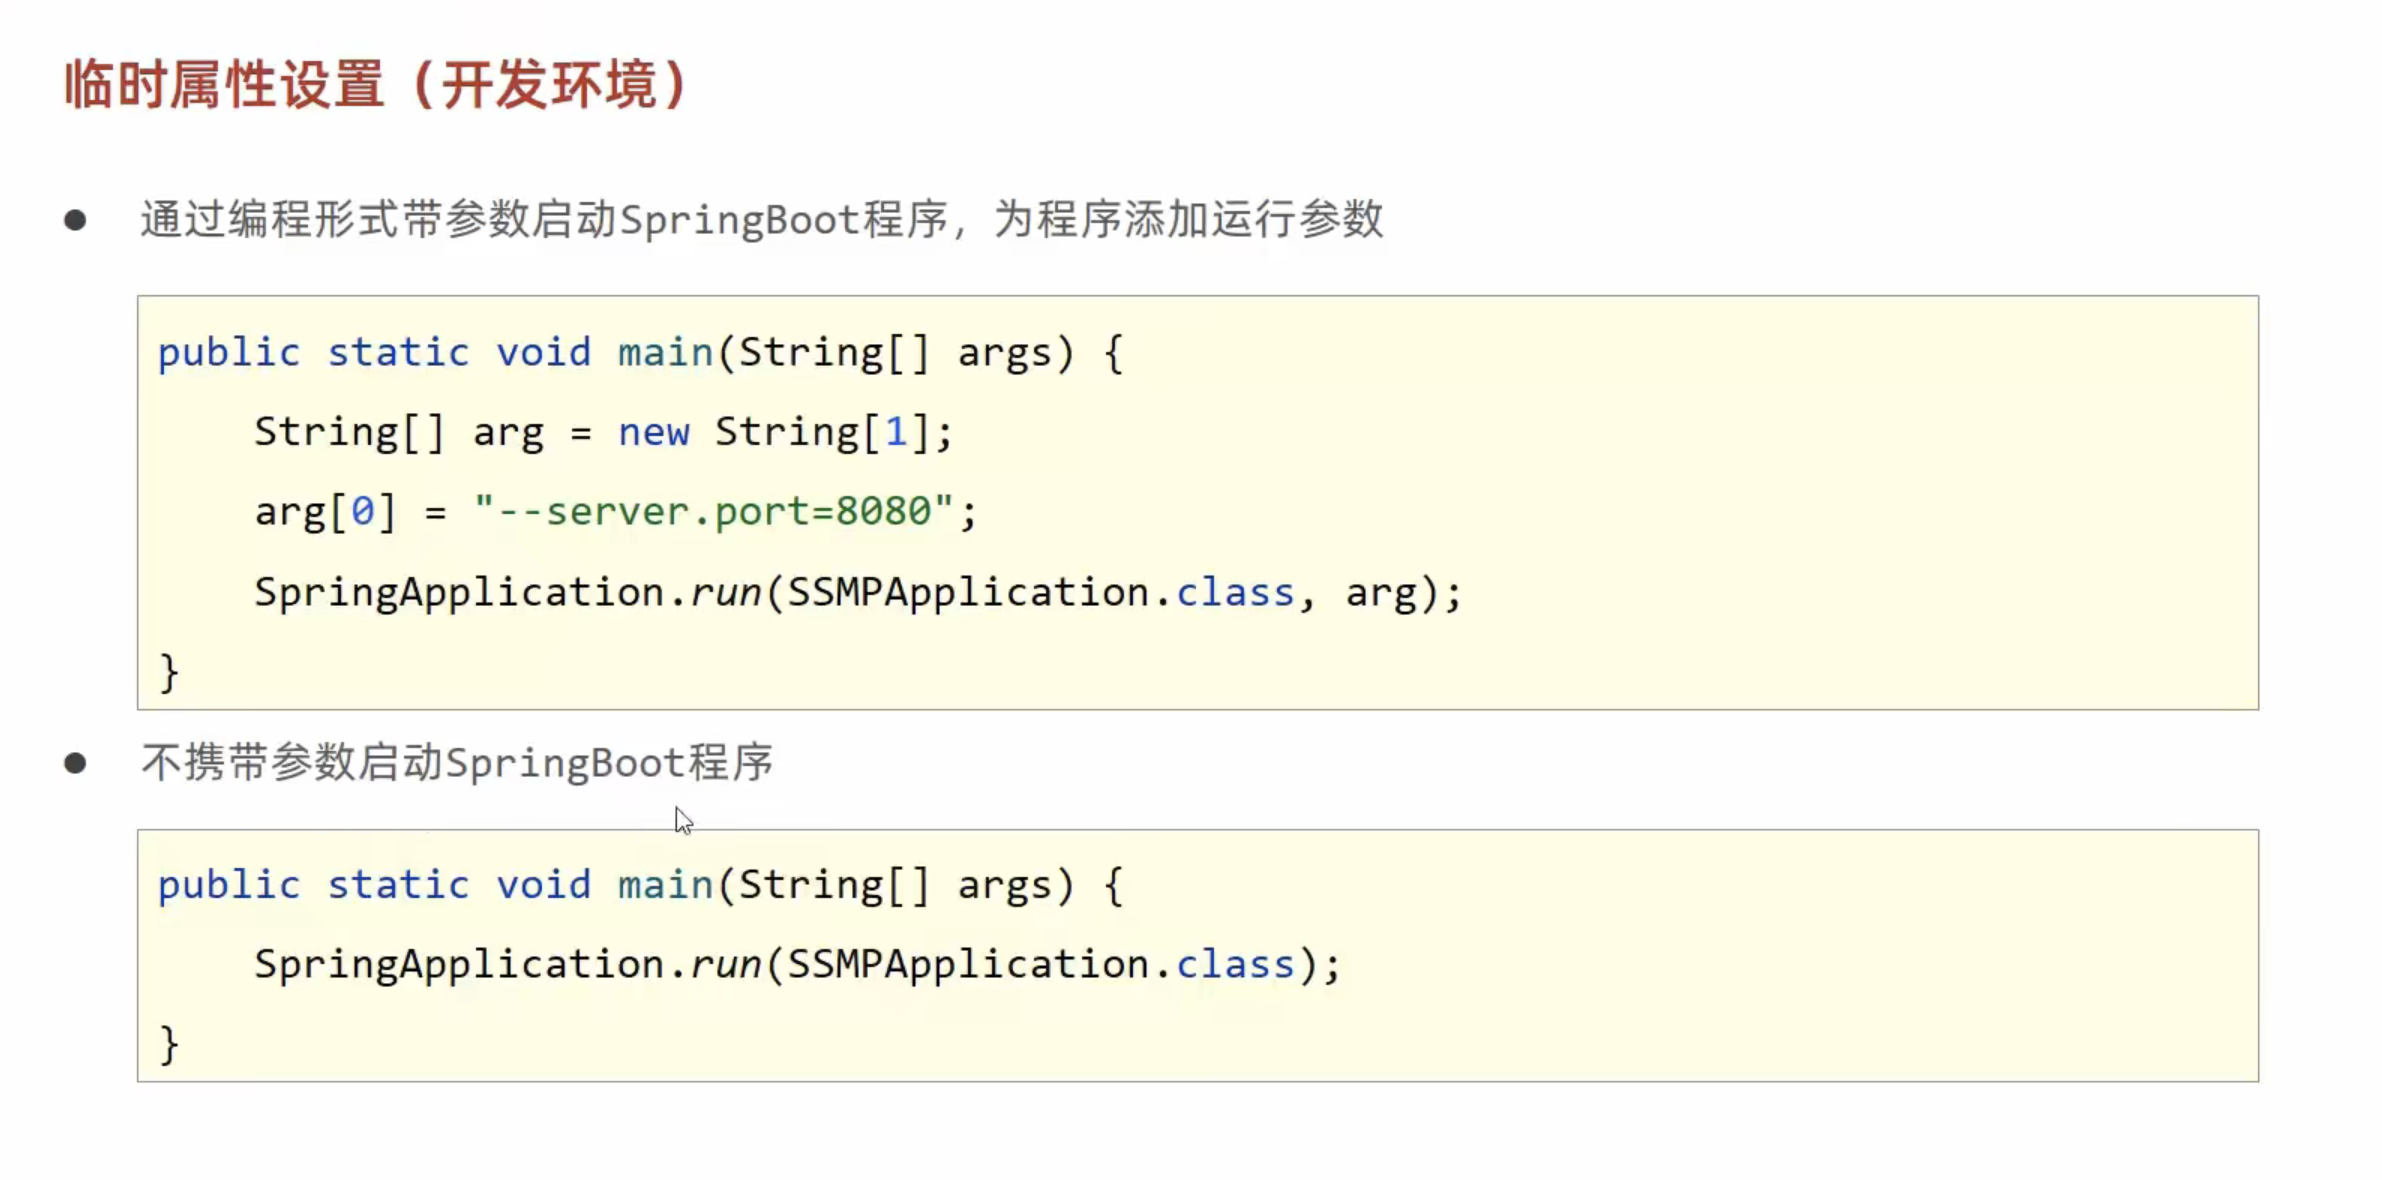 临时属性设置（开发环境）
● 通过编程形式带参数启动SpringBoot程序，为程序添加运行参数
public static void main(String[] args) {
    String[] arg = new String[1];
    arg[0] = "--server.port=8080";
    SpringApplication.run(SSMPApplication.class, arg);
}
● 不携带参数启动SpringBoot程序
public static void main(String[] args) {
    SpringApplication.run(SSMPApplication.class);
}